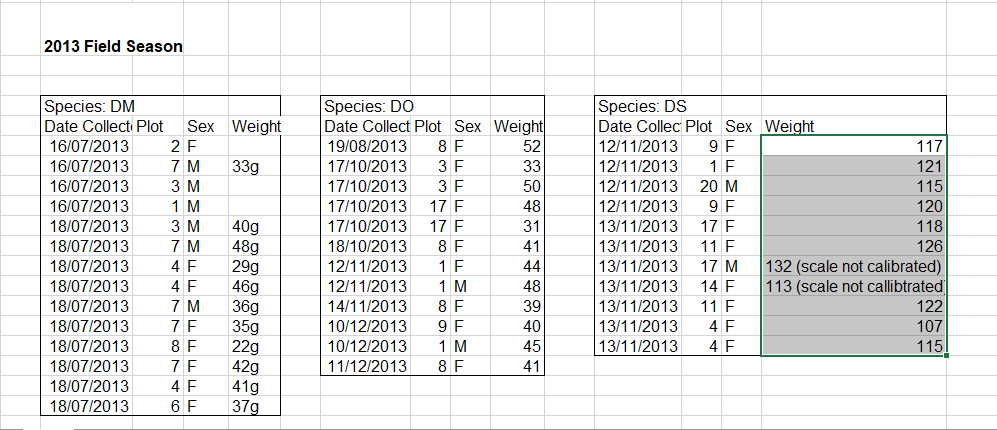 2013 Field Season
Species: DM
Date Collect Plot Sex Weight
16/07/2013 2 F
16/07/2013 7 M 33g
16/07/2013 3 M
16/07/2013 1 M
18/07/2013 3 M 40g
18/07/2013 7 M 48g
18/07/2013 4 F 29g
18/07/2013 4 F 46g
18/07/2013 7 M 36g
18/07/2013 7 F 35g
18/07/2013 8 F 22g
18/07/2013 7 F 42g
18/07/2013 4 F 41g
18/07/2013 6 F 37g
Species: DO
Date Collect Plot Sex Weight
19/08/2013 8 F 52
17/10/2013 3 F 33
17/10/2013 3 F 50
17/10/2013 17 F 48
17/10/2013 17 F 31
18/10/2013 8 F 41
12/11/2013 1 F 44
12/11/2013 1 M 48
14/11/2013 8 F 39
10/12/2013 9 F 40
10/12/2013 1 M 45
11/12/2013 8 F 41
Species: DS
Date Collec Plot Sex Weight
12/11/2013 9 F 117
12/11/2013 1 F 121
12/11/2013 20 M 115
12/11/2013 9 F 120
13/11/2013 17 F 118
13/11/2013 11 F 126
13/11/2013 17 M 132 (scale not calibrated)
13/11/2013 14 F 113 (scale not callibtrated
13/11/2013 11 F 122
13/11/2013 4 F 107
13/11/2013 4 F 115